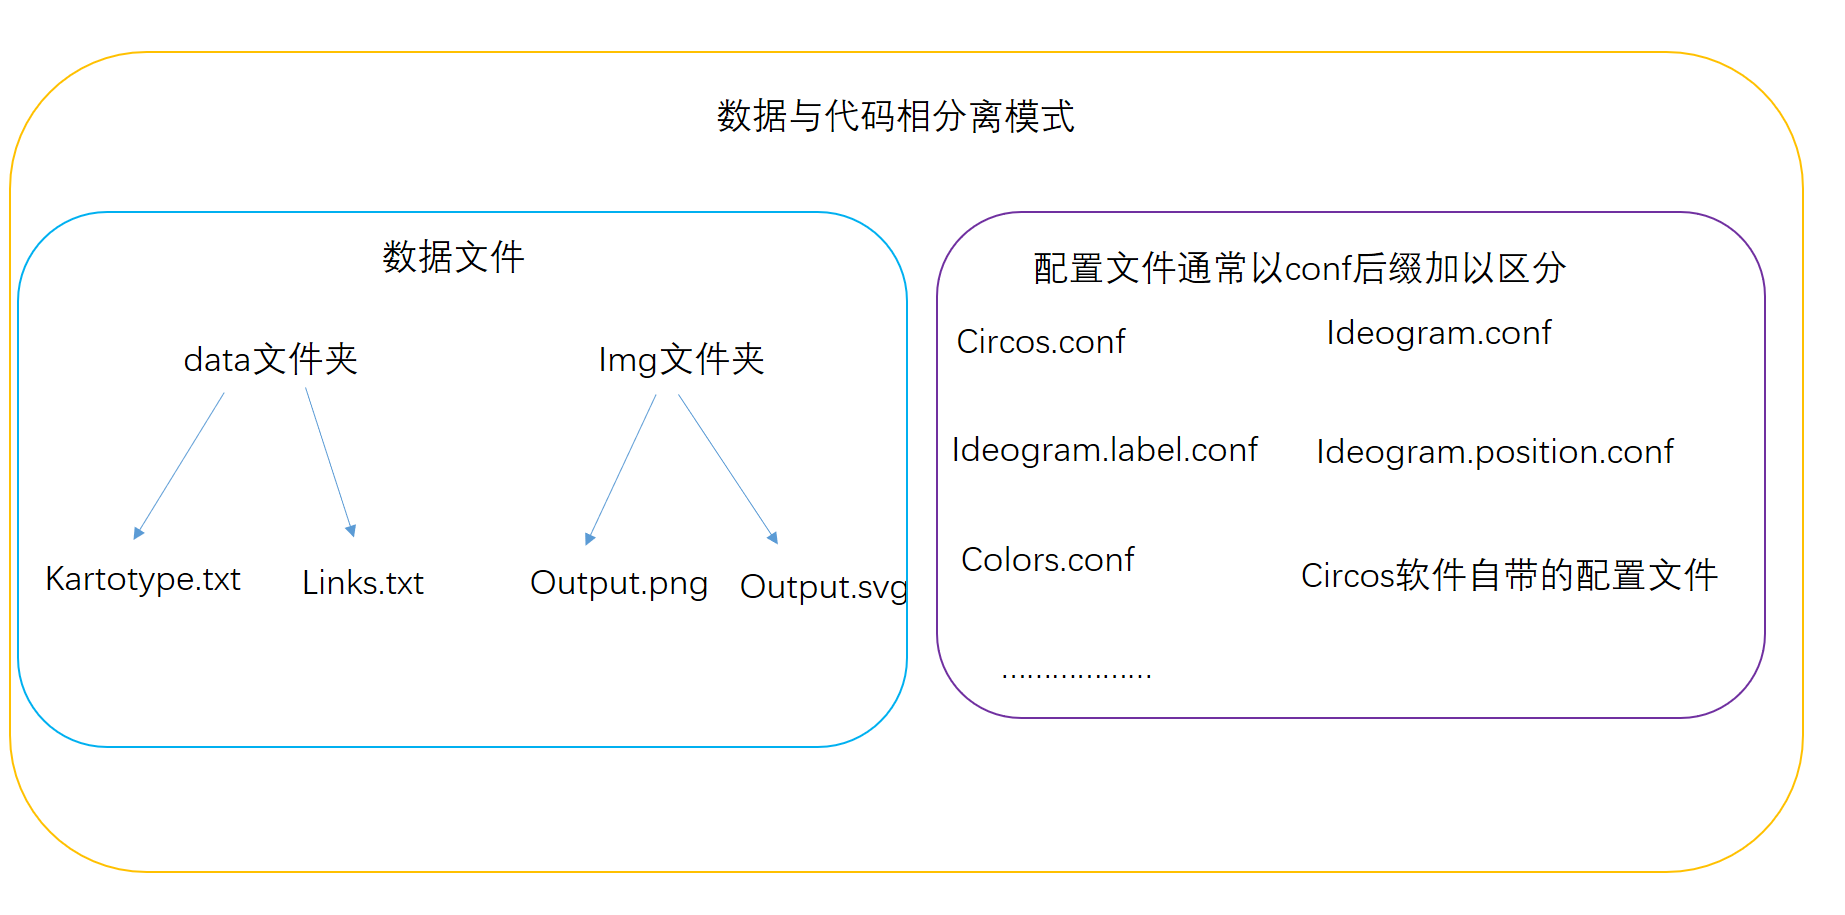 数据与代码相分离模式
数据文件
data文件夹
Img文件夹
Kartotype.txt
Links.txt
Output.png
Output.svg
配置文件通常以conf后缀加以区分
Circos.conf
Ideogram.conf
Ideogram.label.conf
Ideogram.position.conf
Colors.conf
Circos软件自带的配置文件
………………